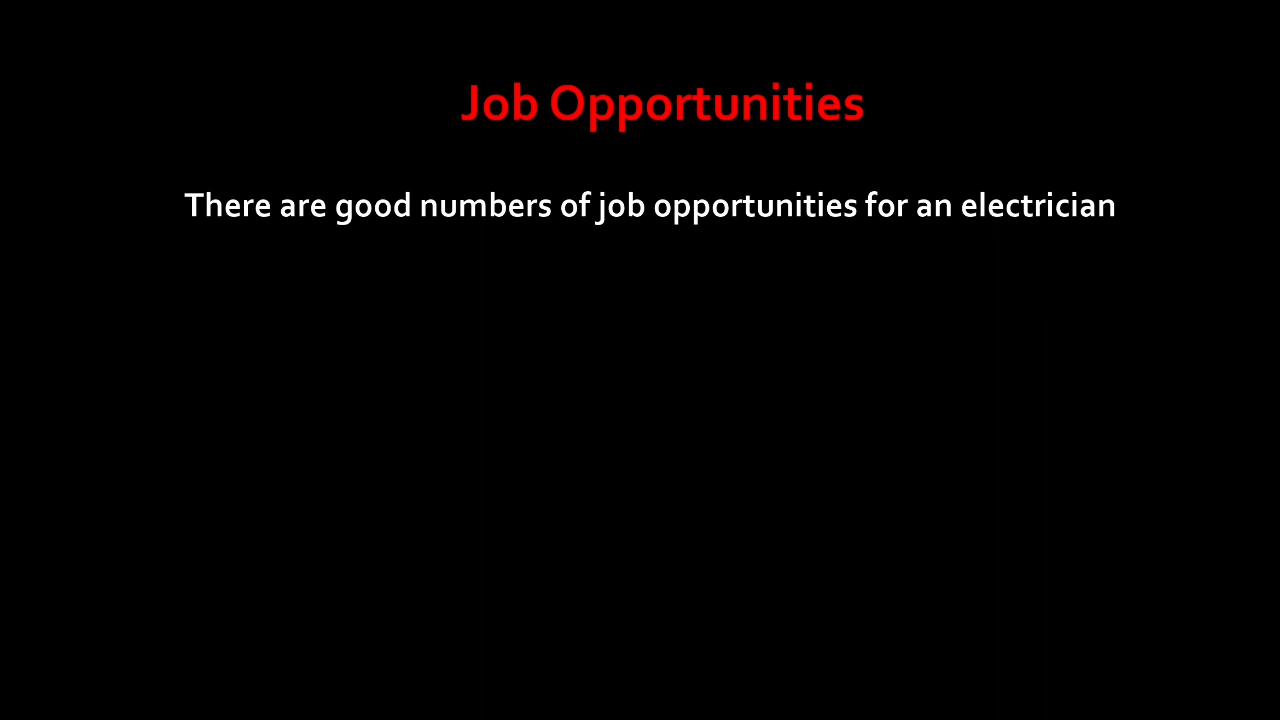 Job Opportunities
There are good numbers of job opportunities for an electrician